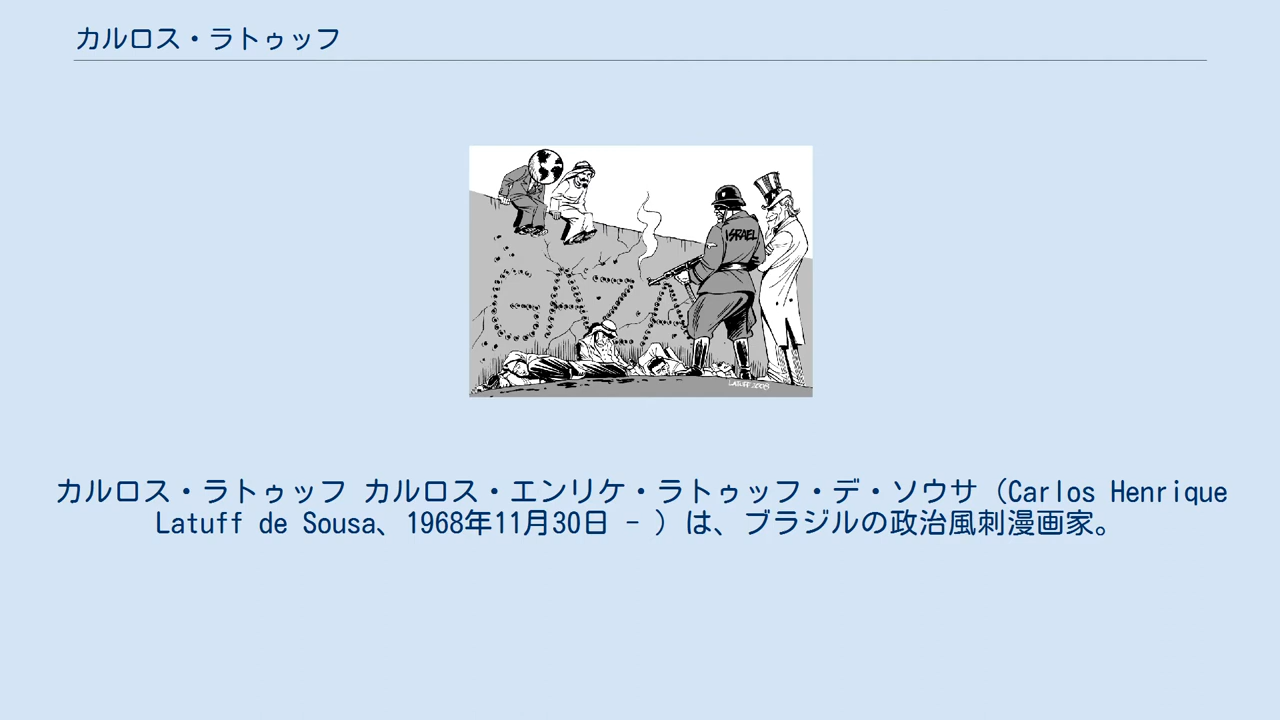 カルロス・ラトゥッフ
ISRAEL
GAZA
LATUFF 2008
カルロス・ラトゥッフ カルロス・エンリケ・ラトゥッフ・デ・ソウサ（Carlos Henrique
Latuff de Sousa、1968年11月30日 - ）は、ブラジルの政治風刺漫画家。